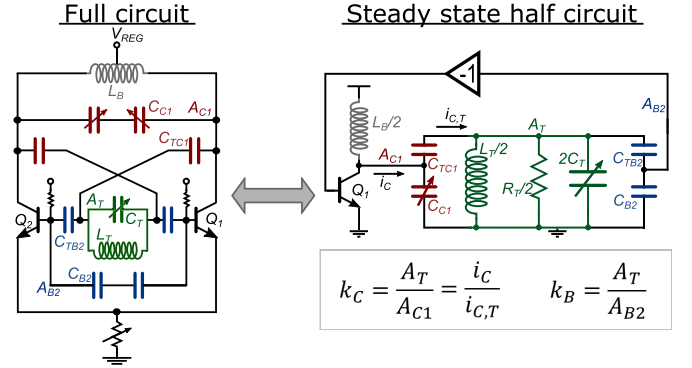 Full circuit
V_REG
L_B
C_C1
A_C1
C_TC1
A_T
C_T
Q_2
Q_1
L_T
C_TB2
C_B2
A_B2
Steady state half circuit
-1
A_B2
L_B/2
i_C,T
A_T
A_C1
C_TC1
L_T/2
R_T/2
2C_T
C_TB2
Q_1
i_C
C_C1
C_B2
k_C = A_T / A_C1 = i_C / i_C,T
k_B = A_T / A_B2